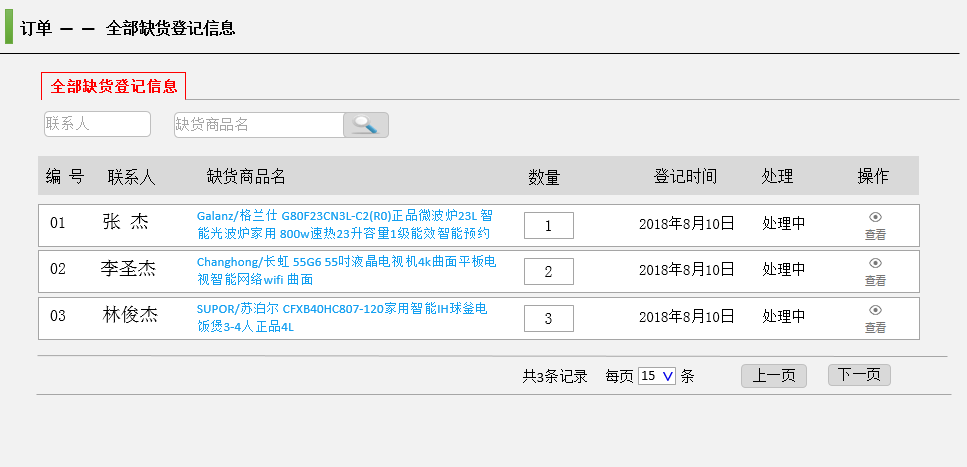 订单 — — 全部缺货登记信息
全部缺货登记信息
联系人 缺货商品名
编 号 联系人 缺货商品名 数量 登记时间 处理 操作
01 张 杰 Galanz/格兰仕 G80F23CN3L-C2(R0)正品微波炉23L 智 1 2018年8月10日 处理中
能光波炉家用 800w速热23升容量1级能效智能预约 查看
02 李圣杰 Changhong/长虹 55G6 55吋液晶电视机4k曲面平板电 2 2018年8月10日 处理中
视智能网络wifi 曲面 查看
03 林俊杰 SUPOR/苏泊尔 CFXB40HC807-120家用智能IH球釜电 3 2018年8月10日 处理中
饭煲3-4人正品4L 查看
共3条记录 每页 15 条 上一页 下一页